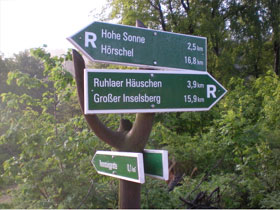 R
Hohe Sonne 2,5 km
Hörschel 16,8 km
Ruhlaer Häuschen 3,9 km
Großer Inselsberg 15,9 km
R